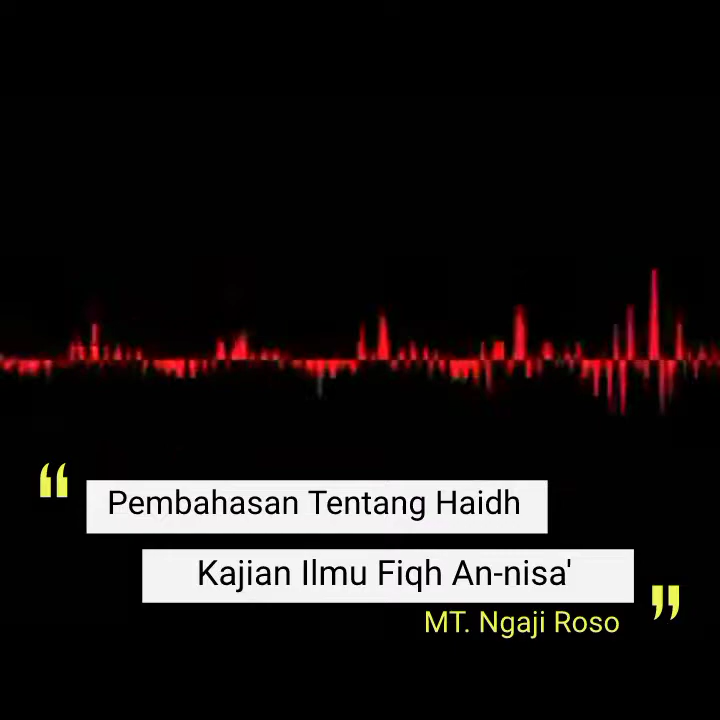 “
Pembahasan Tentang Haidh
Kajian Ilmu Fiqh An-nisa'
”
MT. Ngaji Roso